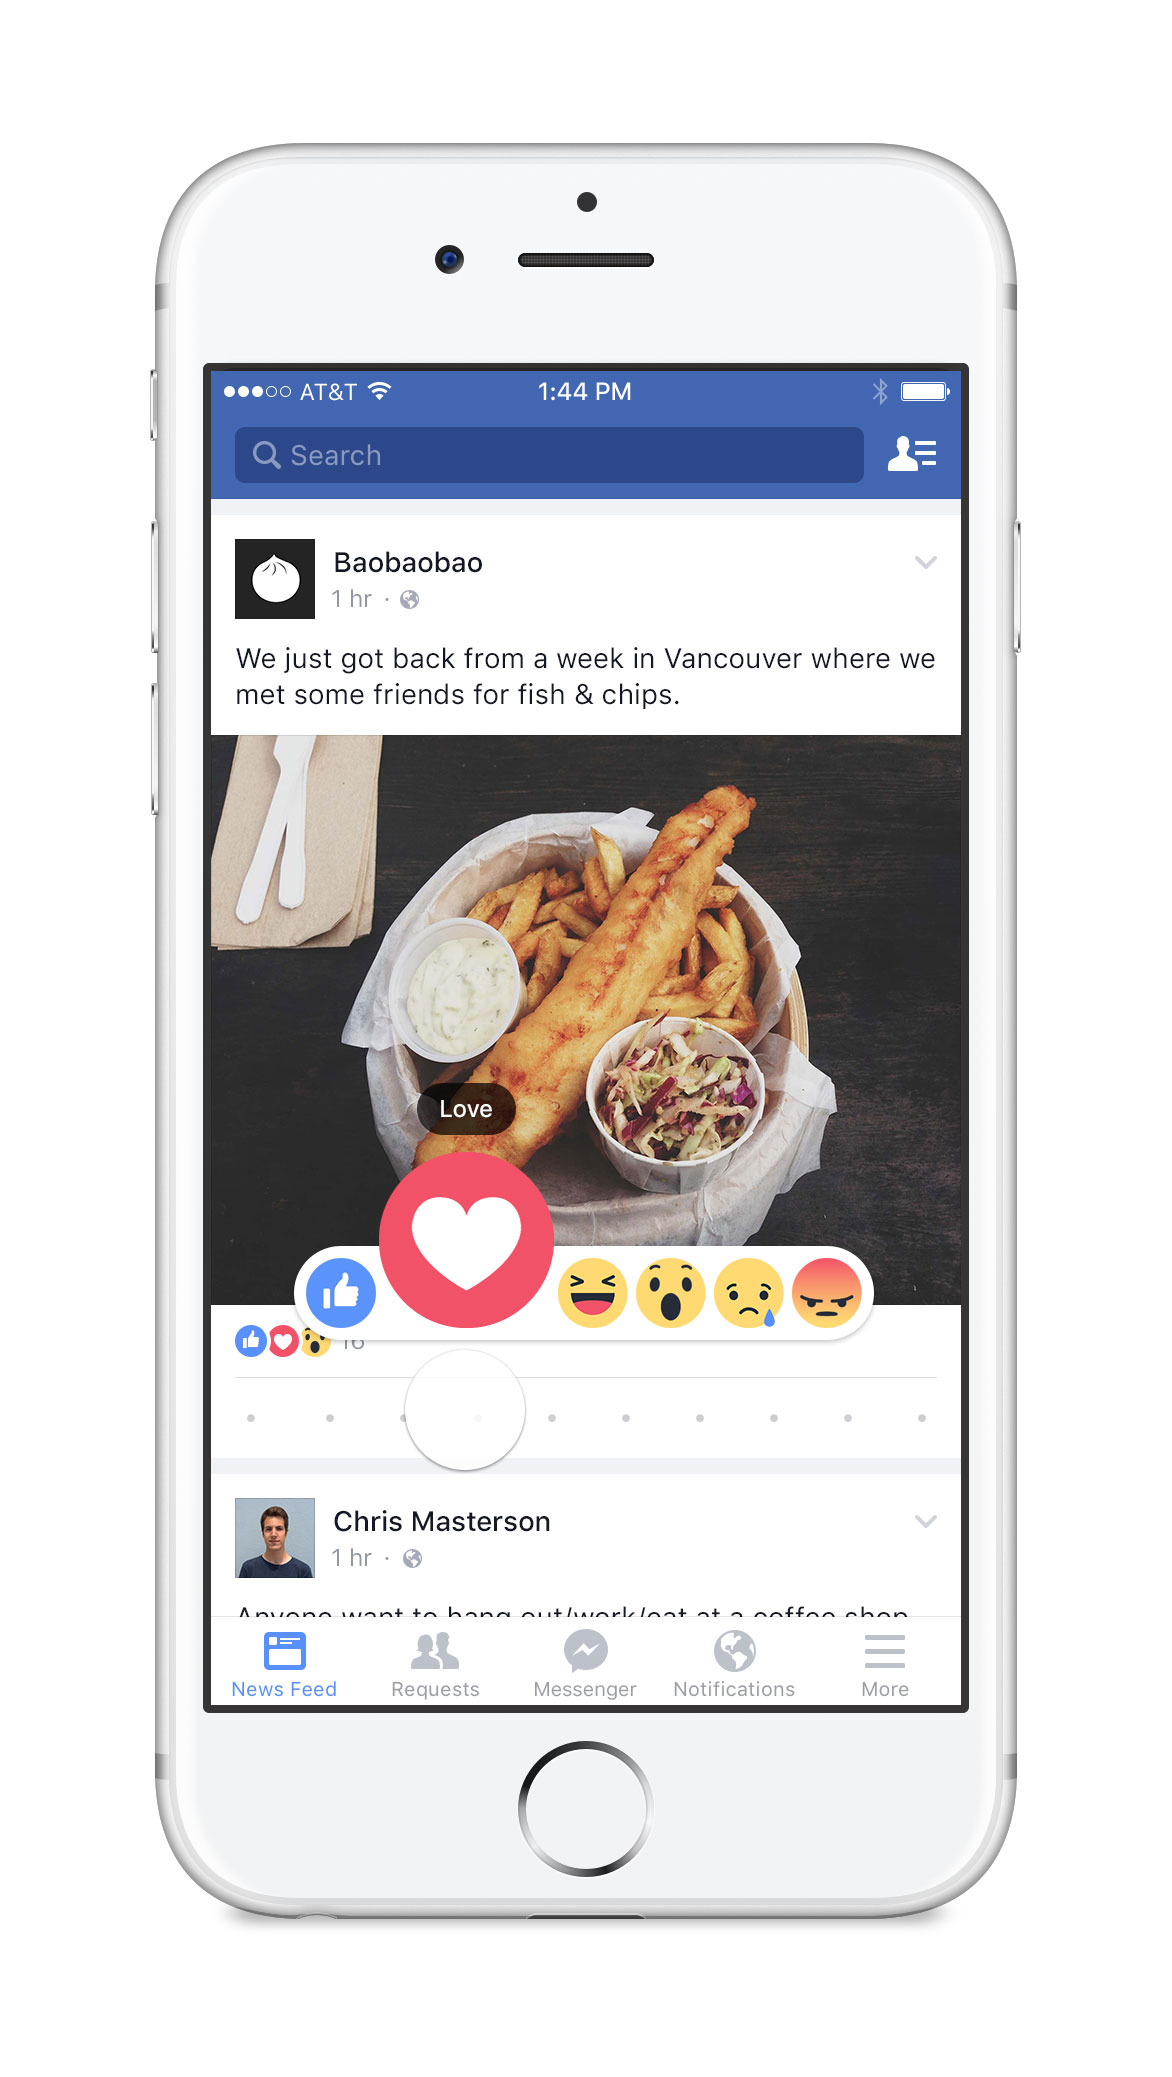 AT&T
1:44 PM
Search
Baobaobao
1 hr ·
We just got back from a week in Vancouver where we
met some friends for fish & chips.
Love
16
Chris Masterson
1 hr ·
Anyone want to hang out/work/eat at a coffee shop
News Feed
Requests
Messenger
Notifications
More